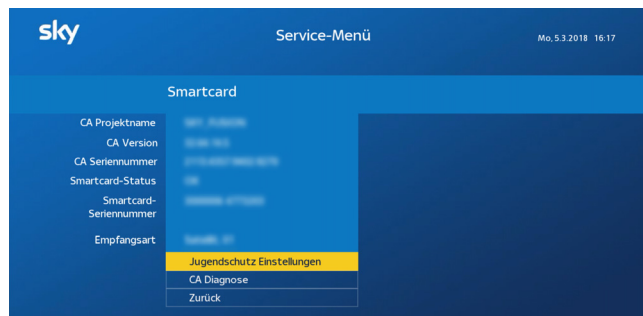 sky
Service-Menü
Mo, 5.3.2018 16:17
Smartcard
CA Projektname
CA Version
CA Seriennummer
Smartcard-Status
Smartcard-
Seriennummer
Empfangsart
Jugendschutz Einstellungen
CA Diagnose
Zurück